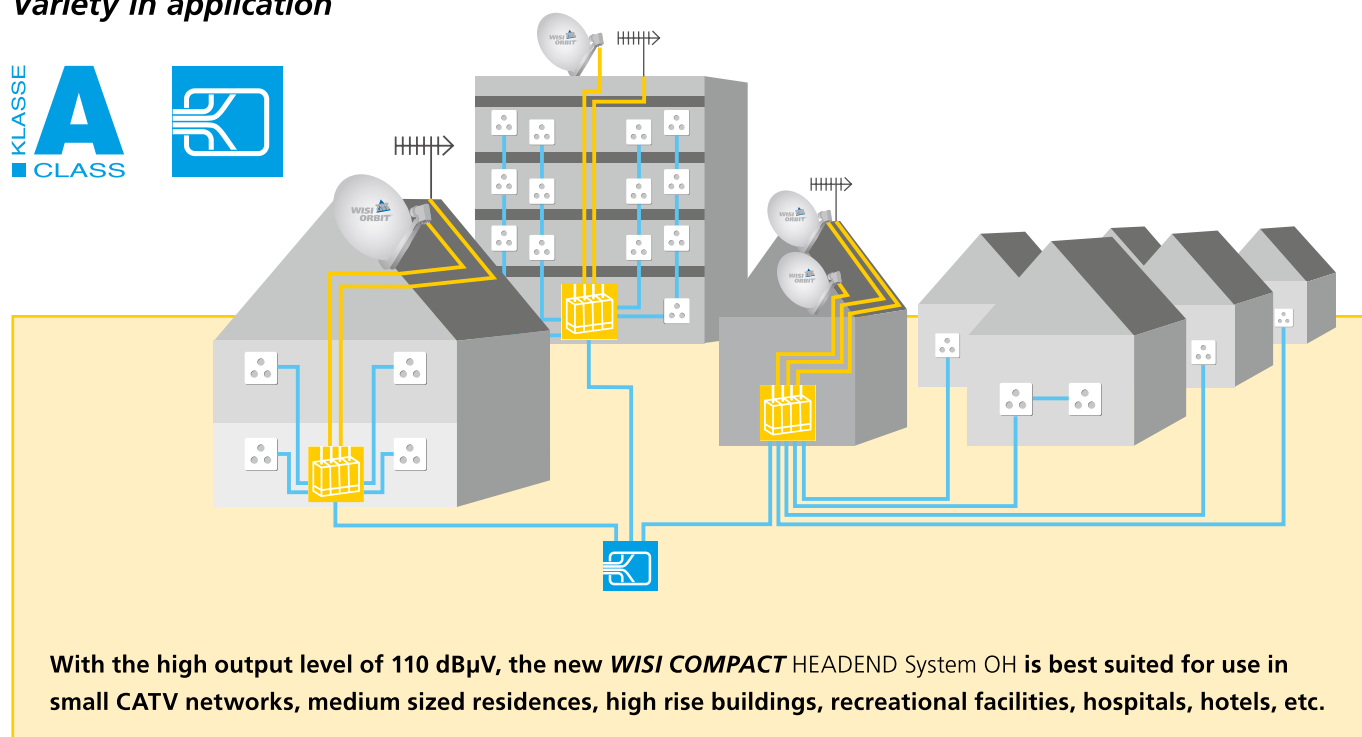 Variety in application
KLASSE
A
CLASS
WISI
ORBIT
WISI
ORBIT
WISI
ORBIT
WISI
ORBIT
With the high output level of 110 dBµV, the new WISI COMPACT HEADEND System OH is best suited for use in
small CATV networks, medium sized residences, high rise buildings, recreational facilities, hospitals, hotels, etc.